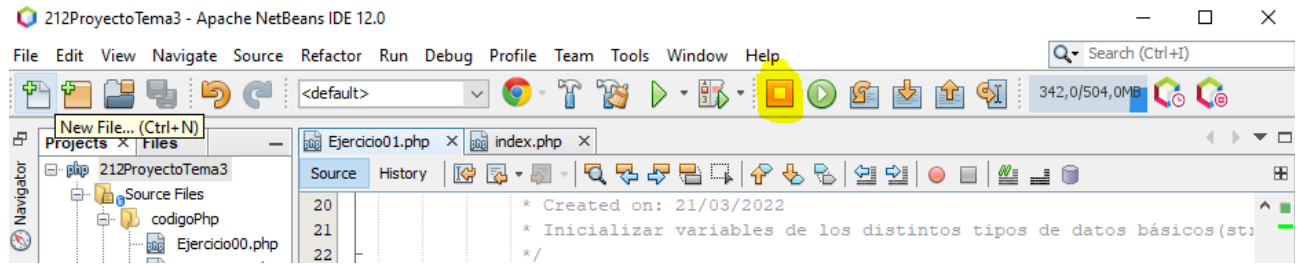 212ProyectoTema3 - Apache NetBeans IDE 12.0
File Edit View Navigate Source Refactor Run Debug Profile Team Tools Window Help
Search (Ctrl+I)
<default>
342,0/504,0MB
New File... (Ctrl+N)
Projects Files
Ejercicio01.php
index.php
Navigator
212ProyectoTema3
Source History
Source Files
codigoPhp
Ejercicio00.php
20 * Created on: 21/03/2022
21 * Inicializar variables de los distintos tipos de datos básicos(str
22 */